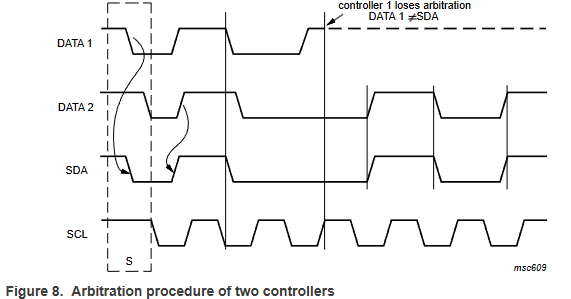 controller 1 loses arbitration
DATA 1 ≠SDA
DATA 1
DATA 2
SDA
SCL
S
msc609
Figure 8. Arbitration procedure of two controllers